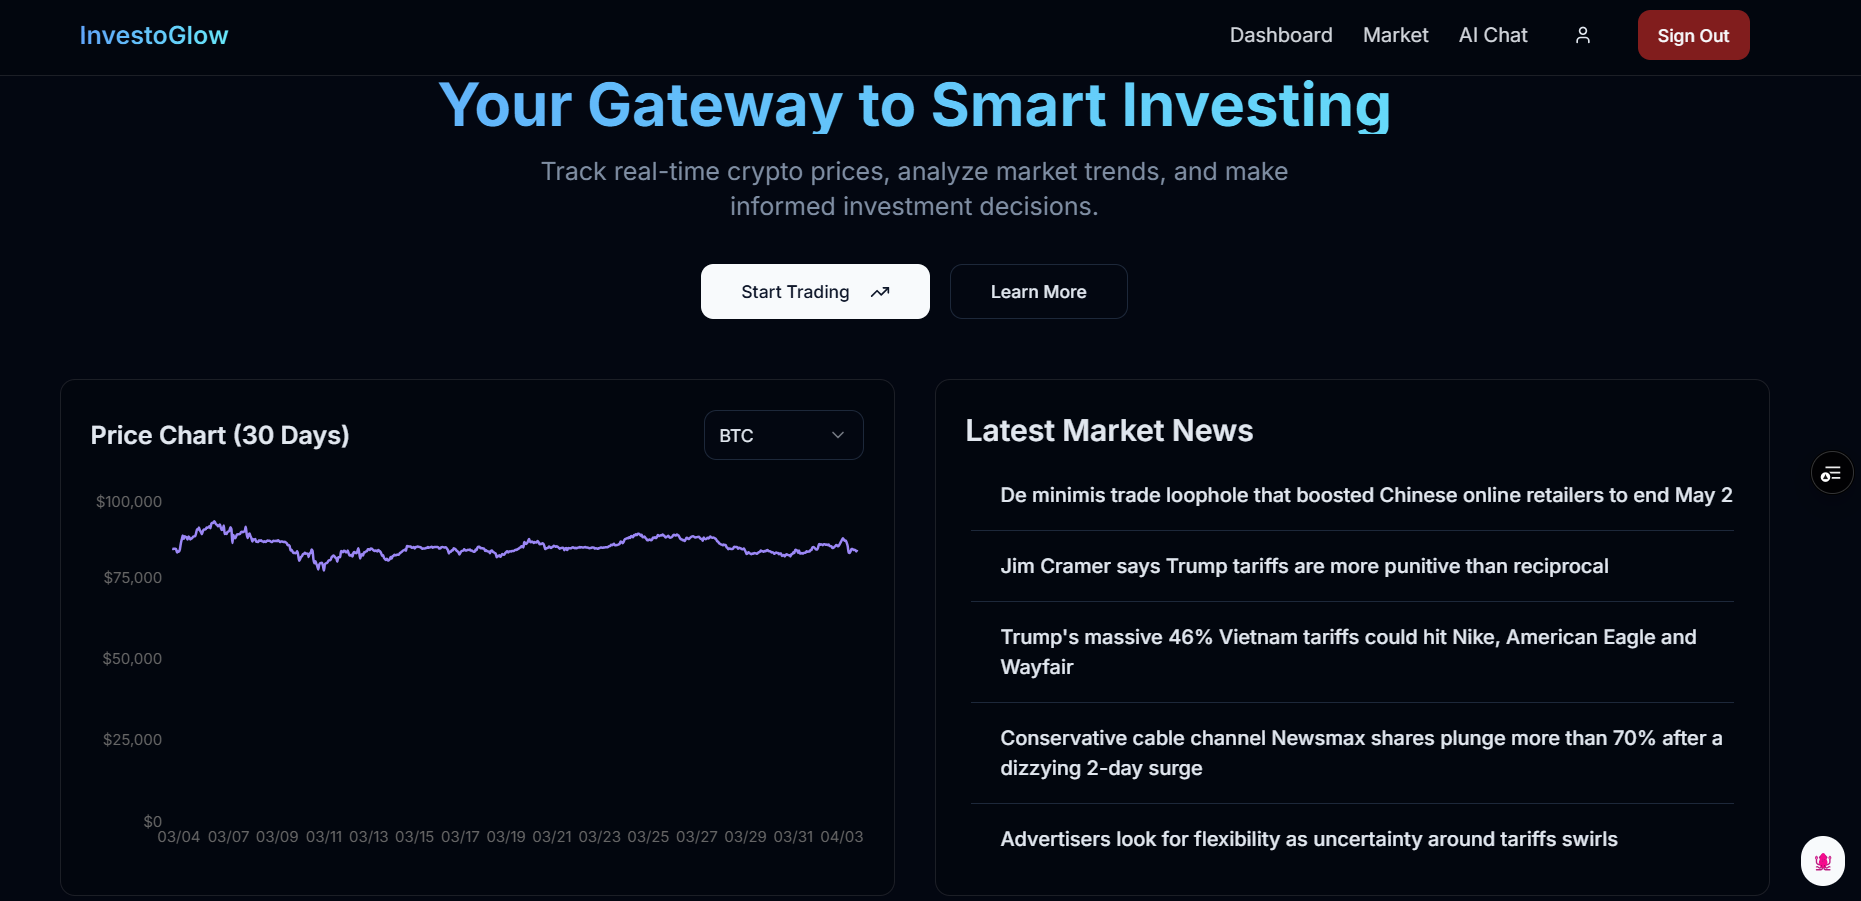 InvestoGlow
Dashboard
Market
AI Chat
Sign Out
Your Gateway to Smart Investing
Track real-time crypto prices, analyze market trends, and make
informed investment decisions.
Start Trading
Learn More
Price Chart (30 Days)
BTC
$100,000
$75,000
$50,000
$25,000
$0
03/04 03/07 03/09 03/11 03/13 03/15 03/17 03/19 03/21 03/23 03/25 03/27 03/29 03/31 04/03
Latest Market News
De minimis trade loophole that boosted Chinese online retailers to end May 2
Jim Cramer says Trump tariffs are more punitive than reciprocal
Trump's massive 46% Vietnam tariffs could hit Nike, American Eagle and
Wayfair
Conservative cable channel Newsmax shares plunge more than 70% after a
dizzying 2-day surge
Advertisers look for flexibility as uncertainty around tariffs swirls